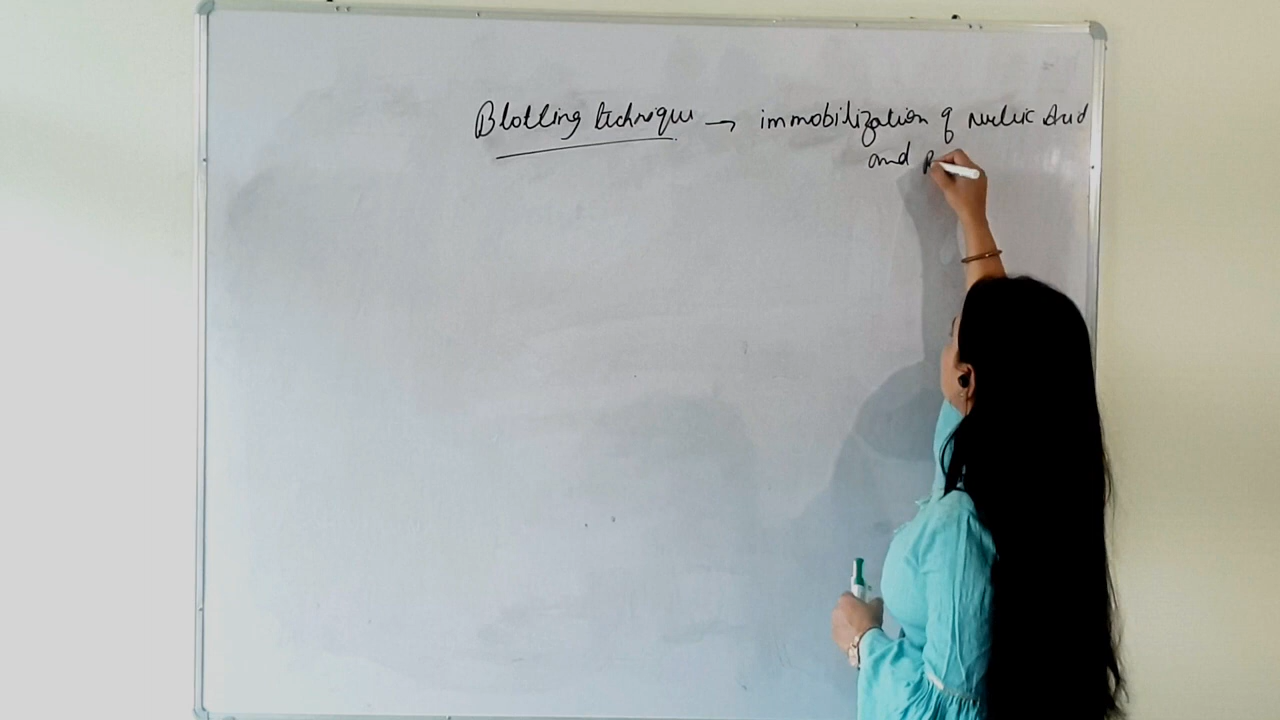 Blotting technique → immobilization of nucleic Acid
and P